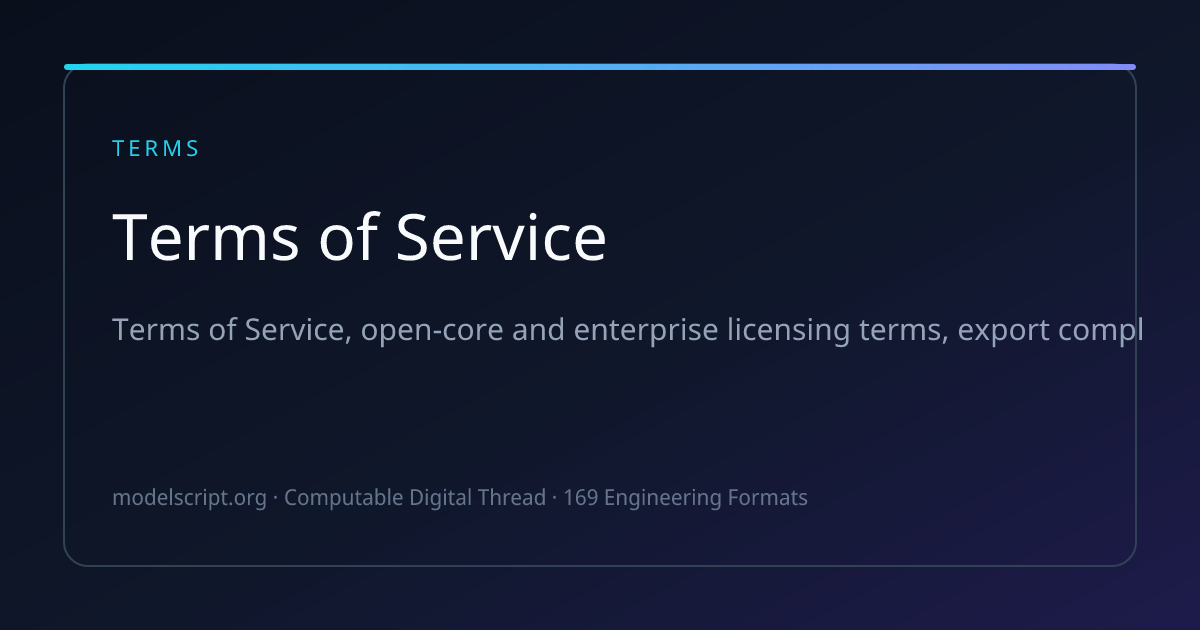 TERMS
Terms of Service
Terms of Service, open-core and enterprise licensing terms, export compl
modelscript.org · Computable Digital Thread · 169 Engineering Formats